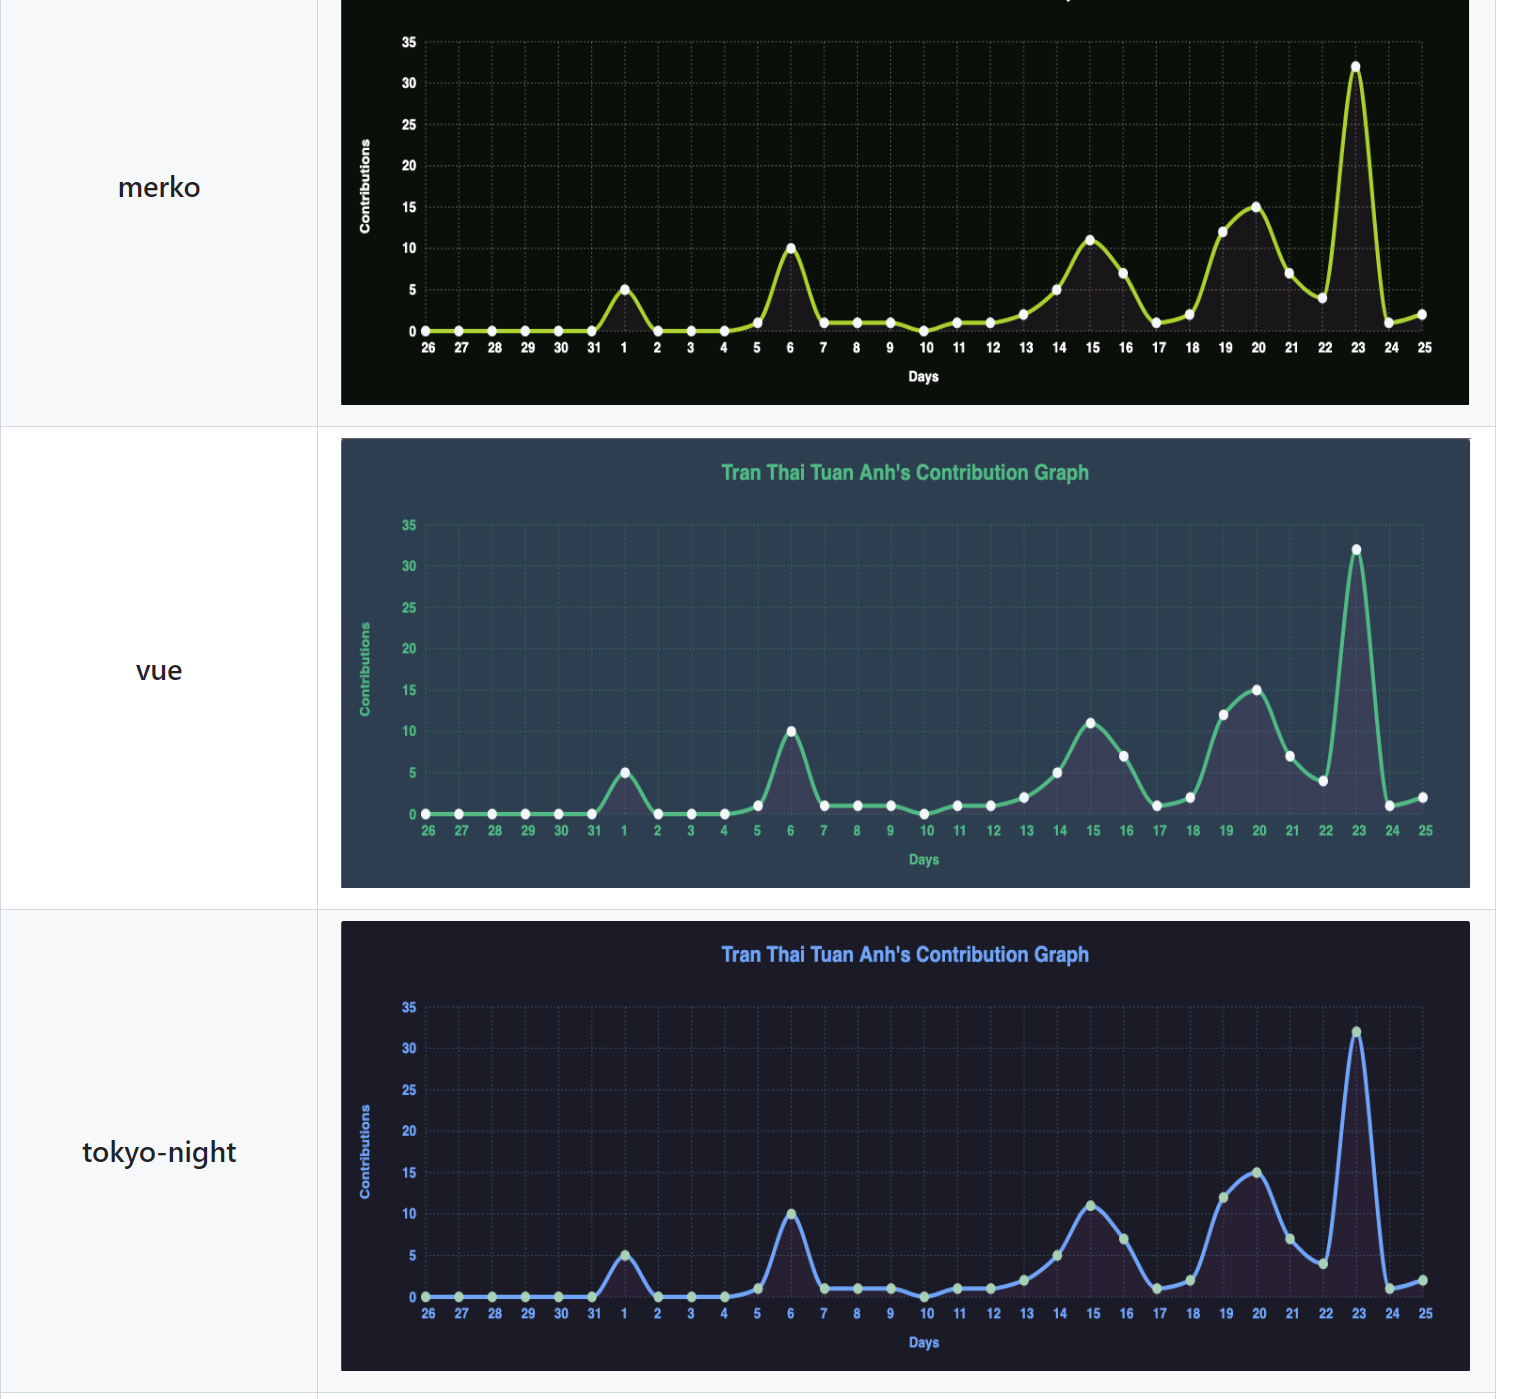 merko
35
30
25
20
15
10
5
0
Contributions
26 27 28 29 30 31 1 2 3 4 5 6 7 8 9 10 11 12 13 14 15 16 17 18 19 20 21 22 23 24 25
Days
vue
Tran Thai Tuan Anh's Contribution Graph
35
30
25
20
15
10
5
0
Contributions
26 27 28 29 30 31 1 2 3 4 5 6 7 8 9 10 11 12 13 14 15 16 17 18 19 20 21 22 23 24 25
Days
tokyo-night
Tran Thai Tuan Anh's Contribution Graph
35
30
25
20
15
10
5
0
Contributions
26 27 28 29 30 31 1 2 3 4 5 6 7 8 9 10 11 12 13 14 15 16 17 18 19 20 21 22 23 24 25
Days